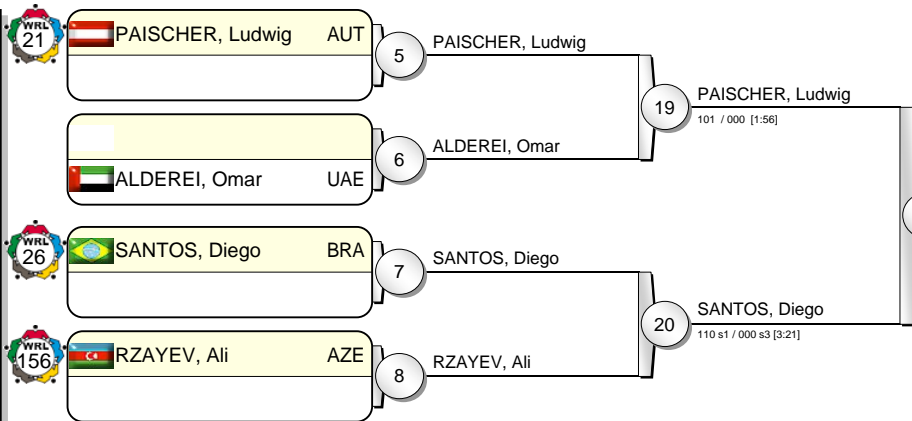 WRL
21
PAISCHER, Ludwig AUT
5
PAISCHER, Ludwig
19
PAISCHER, Ludwig
101 / 000 [1:56]
6
ALDEREI, Omar
ALDEREI, Omar UAE
WRL
26
SANTOS, Diego BRA
7
SANTOS, Diego
20
SANTOS, Diego
110 s1 / 000 s3 [3:21]
WRL
156
RZAYEV, Ali AZE
8
RZAYEV, Ali